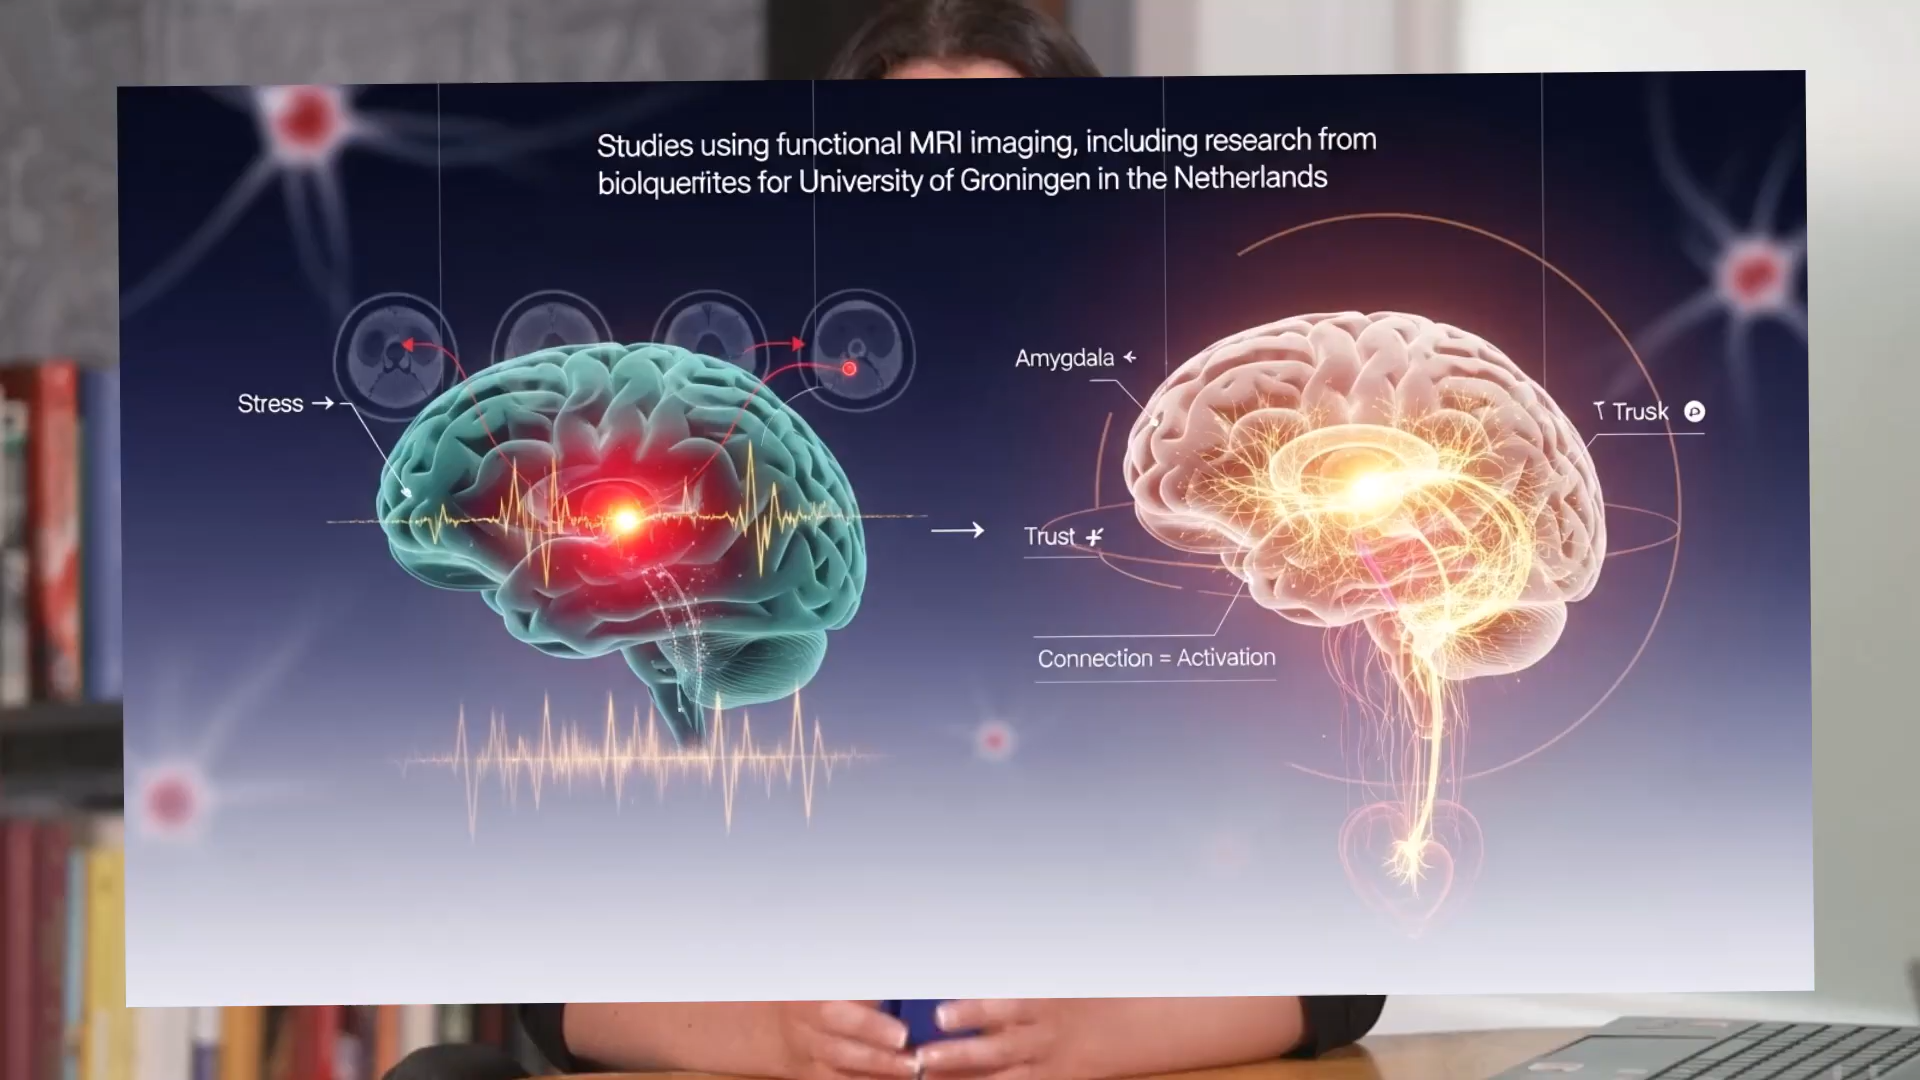 Studies using functional MRI imaging, including research from
for University of Groningen in the Netherlands
Stress →
Amygdala ←
Trusk
Trust
Connection = Activation